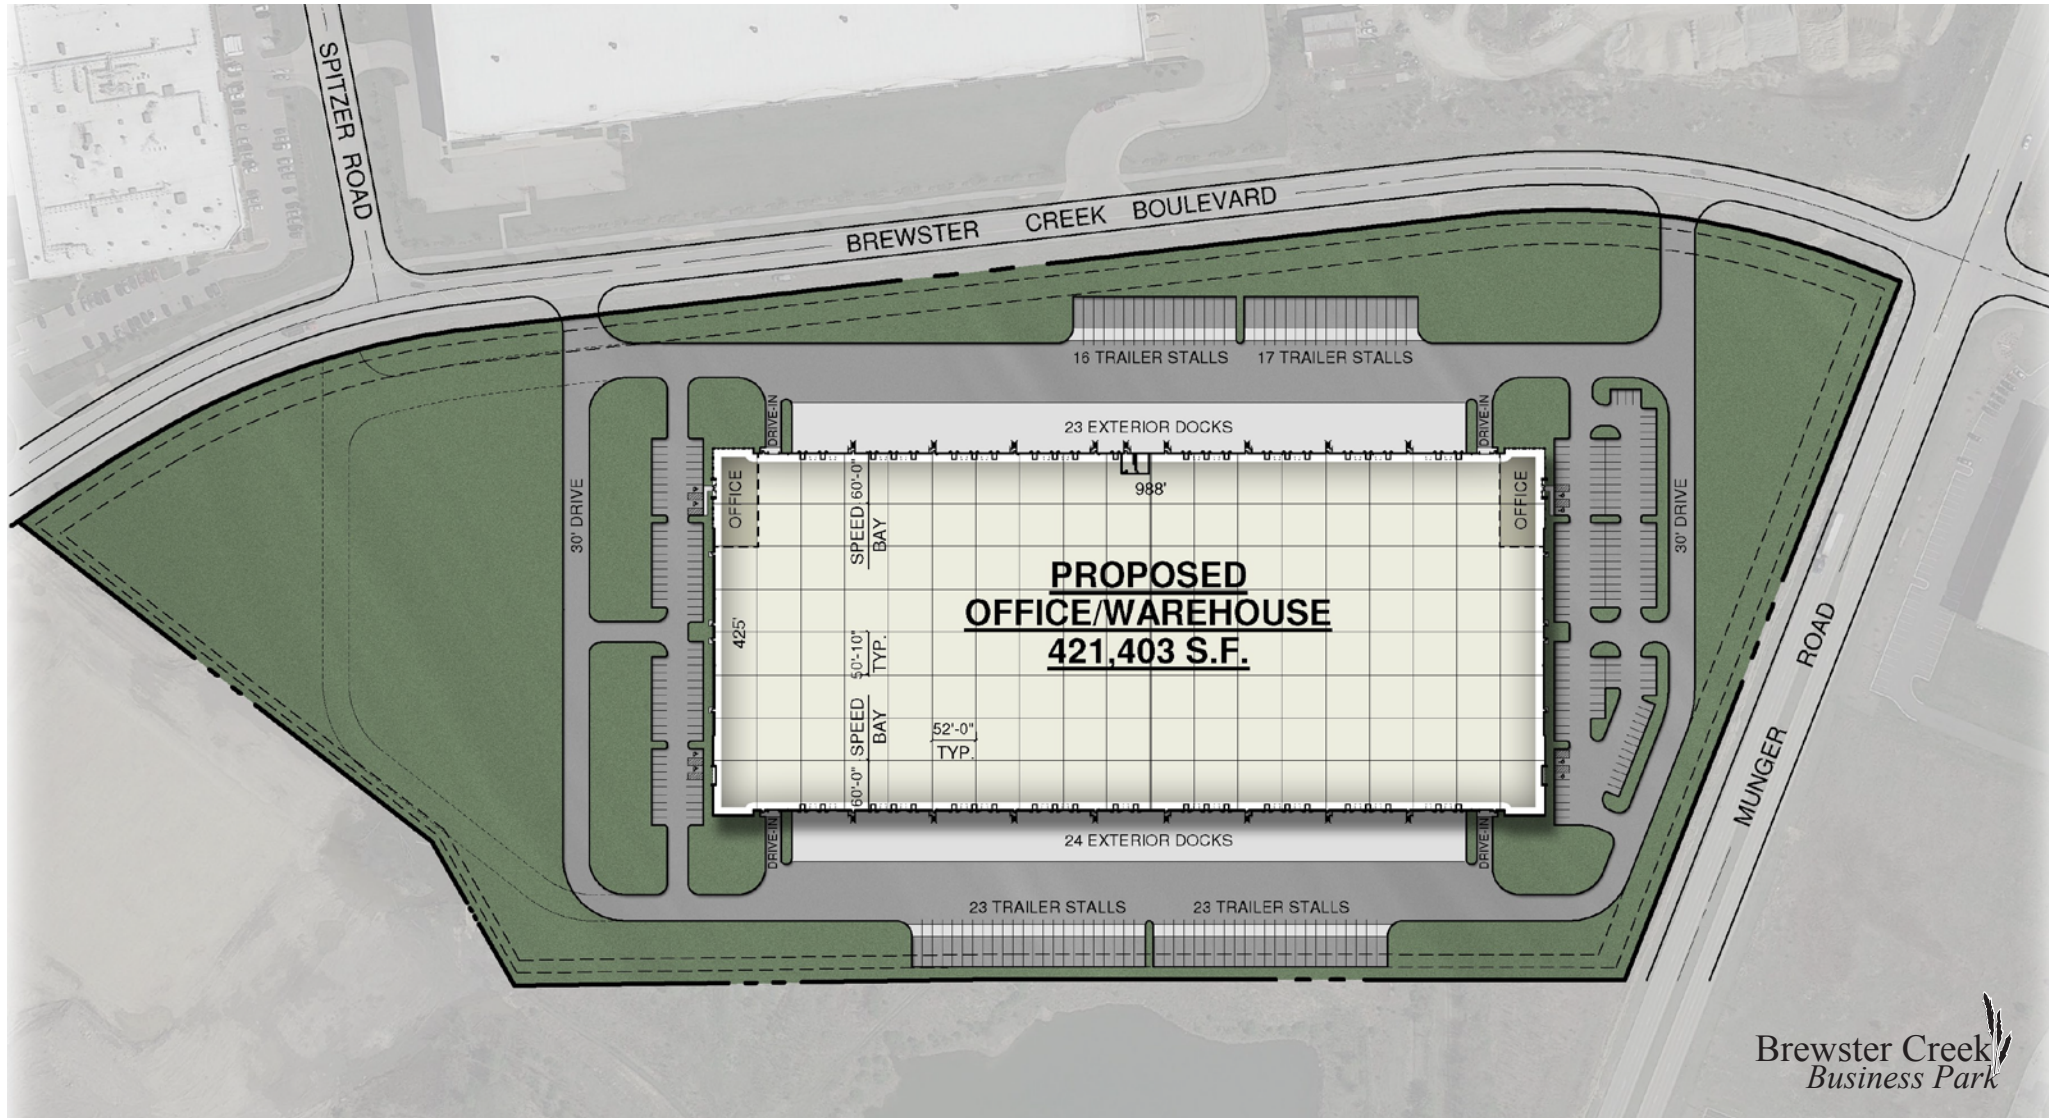 SPITZER ROAD
BREWSTER CREEK BOULEVARD
16 TRAILER STALLS
17 TRAILER STALLS
DRIVE-IN
23 EXTERIOR DOCKS
DRIVE-IN
OFFICE
60'-0"
SPEED
BAY
988'
OFFICE
30' DRIVE
30' DRIVE
PROPOSED
OFFICE/WAREHOUSE
421,403 S.F.
425'
50'-10"
TYP.
SPEED
BAY
52'-0"
TYP.
60'-0"
MUNGER ROAD
DRIVE-IN
24 EXTERIOR DOCKS
DRIVE-IN
23 TRAILER STALLS
23 TRAILER STALLS
Brewster Creek
Business Park